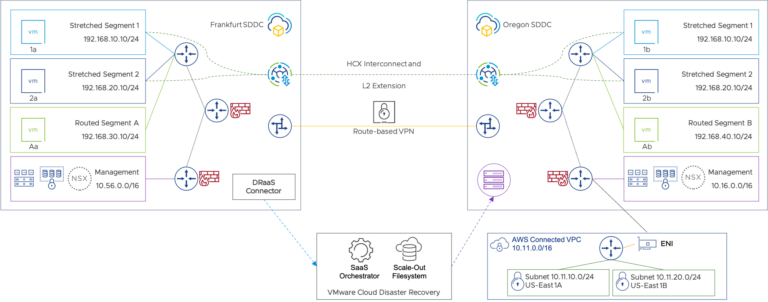 Frankfurt SDDC
vm
1a
Stretched Segment 1
192.168.10.10/24
vm
2a
Stretched Segment 2
192.168.20.10/24
vm
Aa
Routed Segment A
192.168.30.10/24
NSX
Management
10.56.0.0/16
DRaaS
Connector
HCX Interconnect and
L2 Extension
Route-based VPN
SaaS
Orchestrator
Scale-Out
Filesystem
VMware Cloud Disaster Recovery
Oregon SDDC
Stretched Segment 1
192.168.10.10/24
vm
1b
Stretched Segment 2
192.168.20.10/24
vm
2b
Routed Segment B
192.168.40.10/24
vm
Ab
Management
10.16.0.0/16
NSX
AWS Connected VPC
10.11.0.0/16
ENI
Subnet 10.11.10.0/24
US-East 1A
Subnet 10.11.20.0/24
US-East 1B